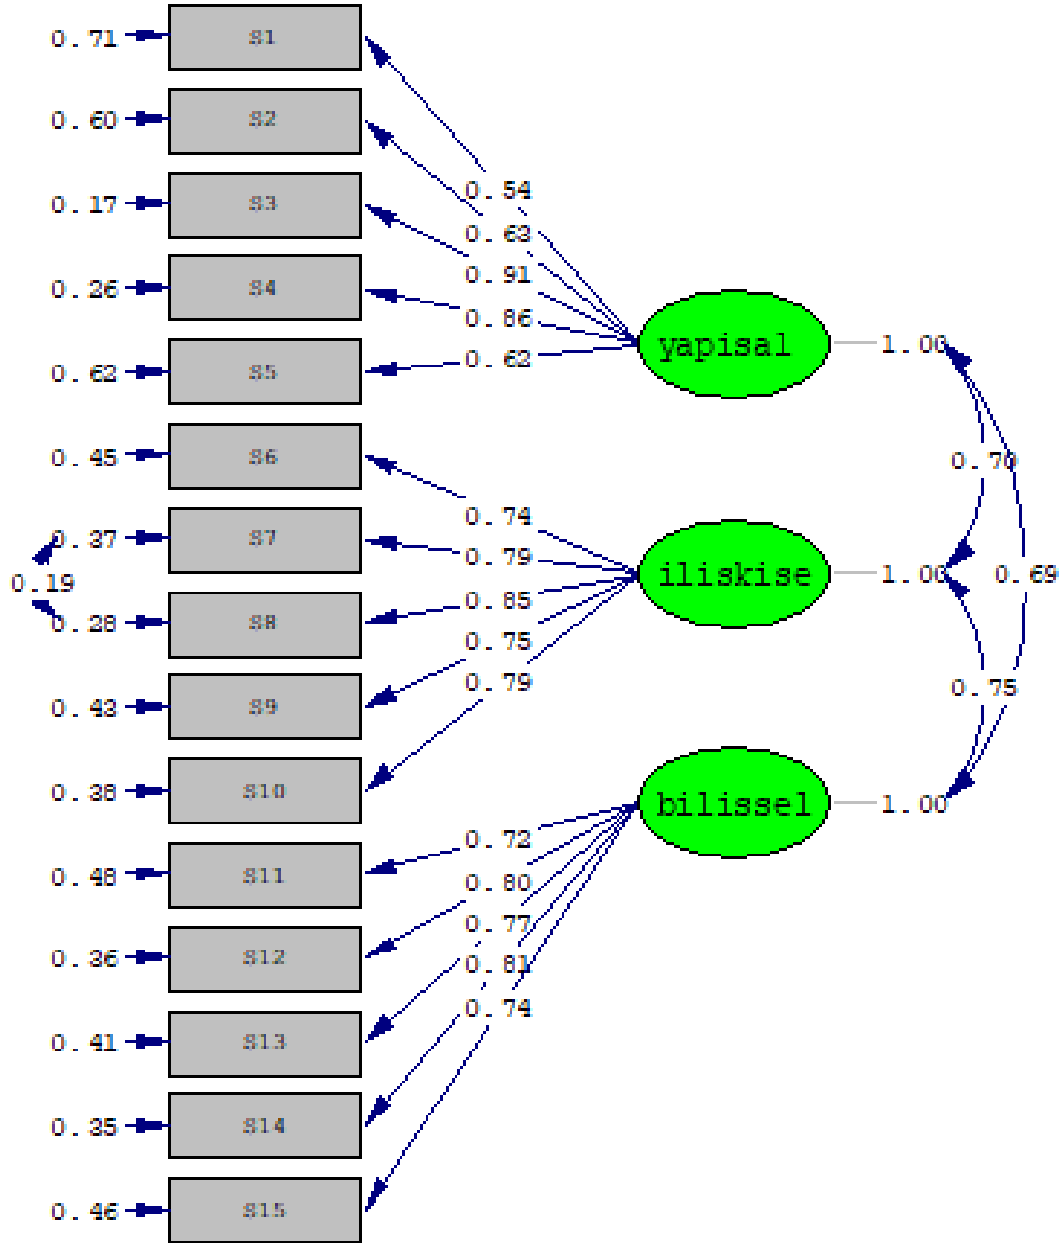 0.71 S1
0.60 S2
0.54
0.17 S3
0.63
0.91
0.26 S4
0.86
yapisal 1.00
0.62 S5
0.62
0.45 S6
0.70
0.74
0.37 S7
0.79
iliskise 1.00 0.69
0.19
0.85
0.28 S8
0.75
0.79
0.75
0.43 S9
0.38 S10
bilissel 1.00
0.72
0.48 S11
0.80
0.77
0.36 S12
0.81
0.74
0.41 S13
0.35 S14
0.46 S15